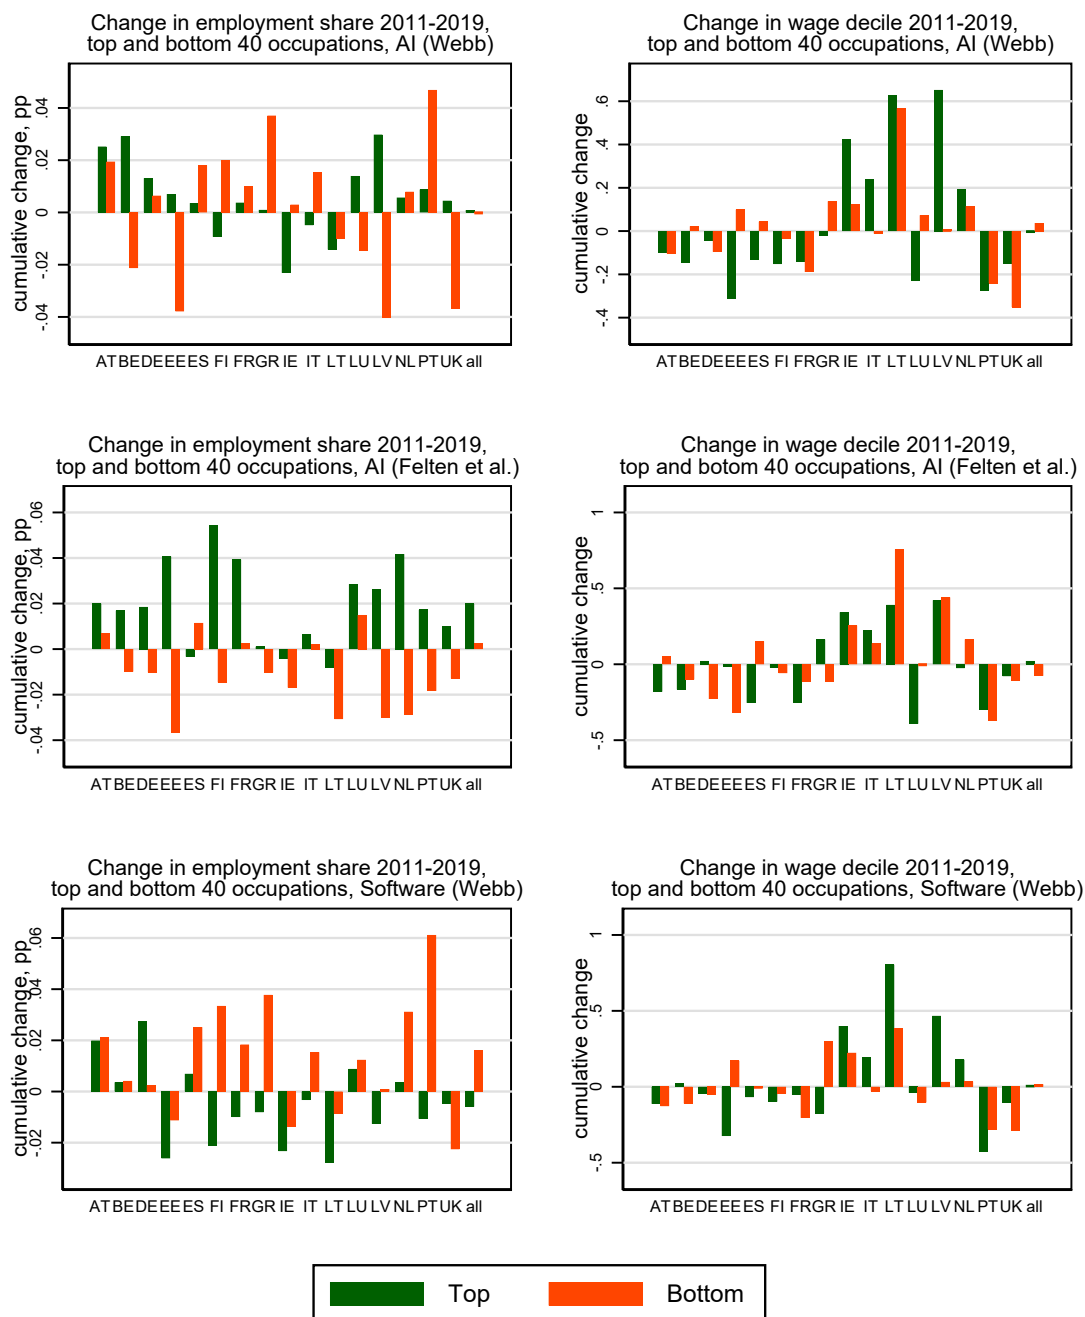 Change in employment share 2011-2019,
top and bottom 40 occupations, AI (Webb)
cumulative change, pp
.04
.02
0
-.02
-.04
AT BE DE EE ES FI FR GR IE IT LT LU LV NL PT UK all
Change in wage decile 2011-2019,
top and bottom 40 occupations, AI (Webb)
cumulative change
.6
.4
.2
0
-.2
-.4
AT BE DE EE ES FI FR GR IE IT LT LU LV NL PT UK all
Change in employment share 2011-2019,
top and bottom 40 occupations, AI (Felten et al.)
cumulative change, pp
.06
.04
.02
0
-.02
-.04
AT BE DE EE ES FI FR GR IE IT LT LU LV NL PT UK all
Change in wage decile 2011-2019,
top and bottom 40 occupations, AI (Felten et al.)
cumulative change
1
.5
0
-.5
AT BE DE EE ES FI FR GR IE IT LT LU LV NL PT UK all
Change in employment share 2011-2019,
top and bottom 40 occupations, Software (Webb)
cumulative change, pp
.06
.04
.02
0
-.02
AT BE DE EE ES FI FR GR IE IT LT LU LV NL PT UK all
Change in wage decile 2011-2019,
top and bottom 40 occupations, Software (Webb)
cumulative change
1
.5
0
-.5
AT BE DE EE ES FI FR GR IE IT LT LU LV NL PT UK all
Top
Bottom